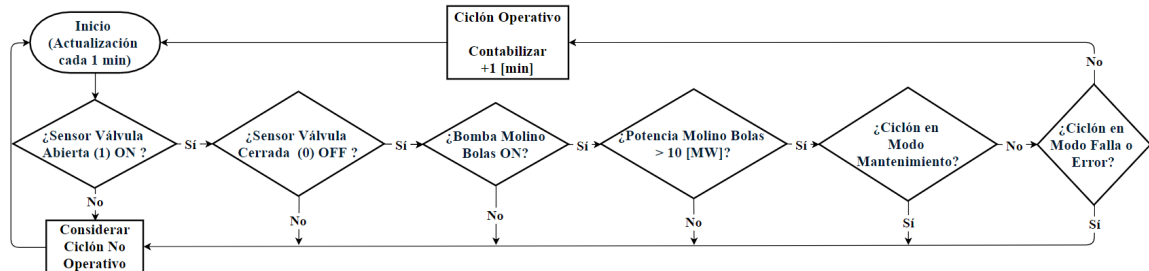 Inicio
(Actualización
cada 1 min)
Ciclón Operativo
Contabilizar
+1 [min]
No
¿Sensor Válvula
Abierta (1) ON ?
Sí
¿Sensor Válvula
Cerrada (0) OFF ?
Sí
¿Bomba Molino
Bolas ON?
Sí
¿Potencia Molino Bolas
> 10 [MW]?
Sí
¿Ciclón en
Modo
Mantenimiento?
No
¿Ciclón en
Modo Falla o
Error?
No
No
No
No
Sí
Sí
Considerar
Ciclón No
Operativo